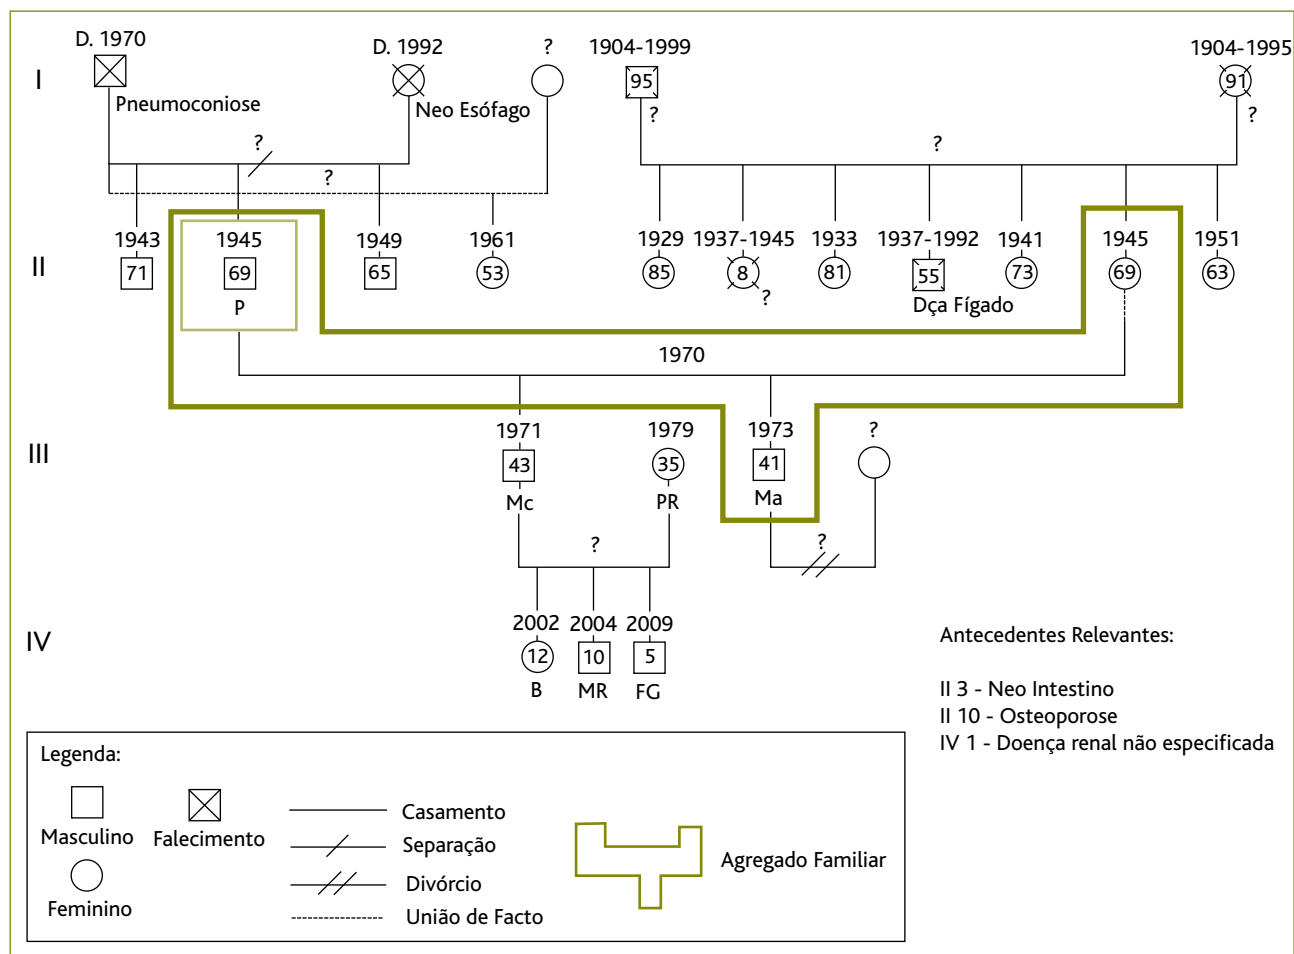 D. 1970
D. 1992
?
1904-1999
1904-1995
I
95
91
Pneumoconiose
Neo Esófago
?
?
?
?
?
1943
1945
1949
1961
1929
1937-1945
1933
1937-1992
1941
1945
1951
II
71
69
65
53
85
8
81
55
73
69
63
P
?
Dça Fígado
1970
1971
1979
1973
?
III
43
35
41
Mc
PR
Ma
?
?
2002
2004
2009
IV
12
10
5
B
MR
FG
Antecedentes Relevantes:
II 3 - Neo Intestino
II 10 - Osteoporose
IV 1 - Doença renal não especificada
Legenda:
Masculino
Falecimento
Feminino
Casamento
Separação
Divórcio
União de Facto
Agregado Familiar